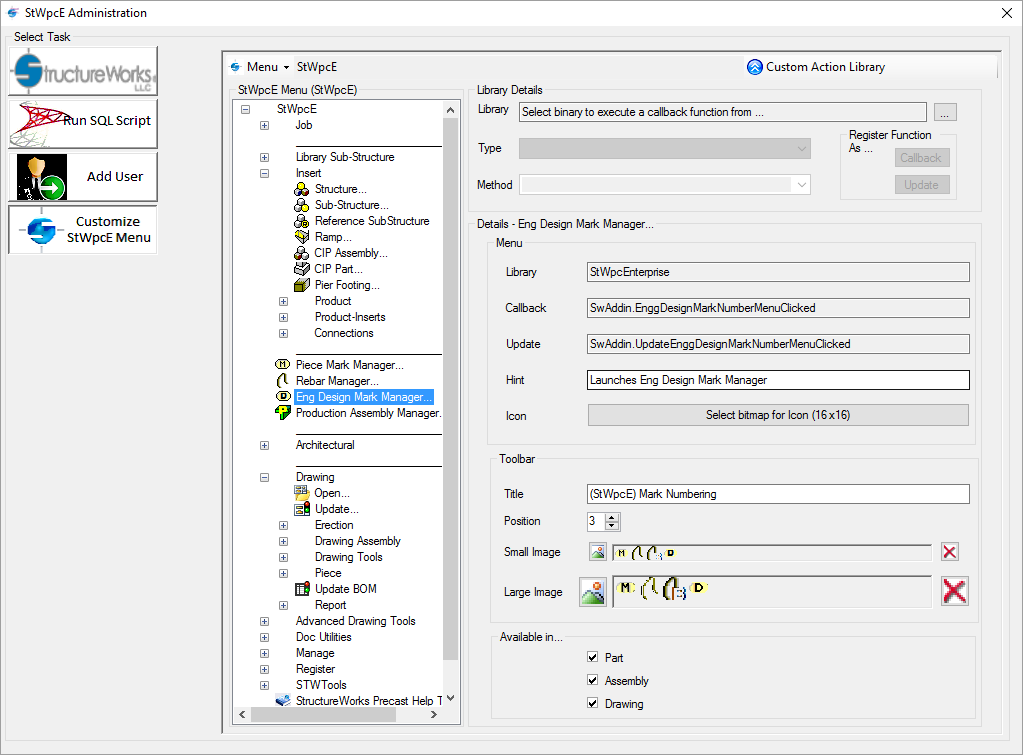 StWpcE Administration
Select Task
StructureWorks LLC
Run SQL Script
Add User
Customize
StWpcE Menu
Menu
StWpcE
Custom Action Library
StWpcE Menu (StWpcE)
StWpcE
Job
Library Sub-Structure
Insert
Structure...
Sub-Structure...
Reference SubStructure
Ramp...
CIP Assembly...
CIP Part...
Pier Footing...
Product
Product-Inserts
Connections
M Piece Mark Manager...
Rebar Manager...
D Eng Design Mark Manager...
Production Assembly Manager.
Architectural
Drawing
Open...
Update...
Erection
Drawing Assembly
Drawing Tools
Piece
Update BOM
Report
Advanced Drawing Tools
Doc Utilities
Manage
Register
STWTools
StructureWorks Precast Help T
Library Details
Library
Select binary to execute a callback function from ...
...
Type
Method
Register Function
As ...
Callback
Update
Details - Eng Design Mark Manager...
Menu
Library
StWpcEnterprise
Callback
SwAddin.EnggDesignMarkNumberMenuClicked
Update
SwAddin.UpdateEnggDesignMarkNumberMenuClicked
Hint
Launches Eng Design Mark Manager
Icon
Select bitmap for Icon (16x16)
Toolbar
Title
(StWpcE) Mark Numbering
Position
3
Small Image
M D
Large Image
M D
Available in...
Part
Assembly
Drawing